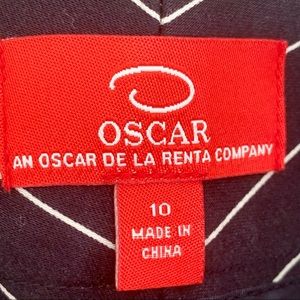 OSCAR
AN OSCAR DE LA RENTA COMPANY
10
MADE IN
CHINA